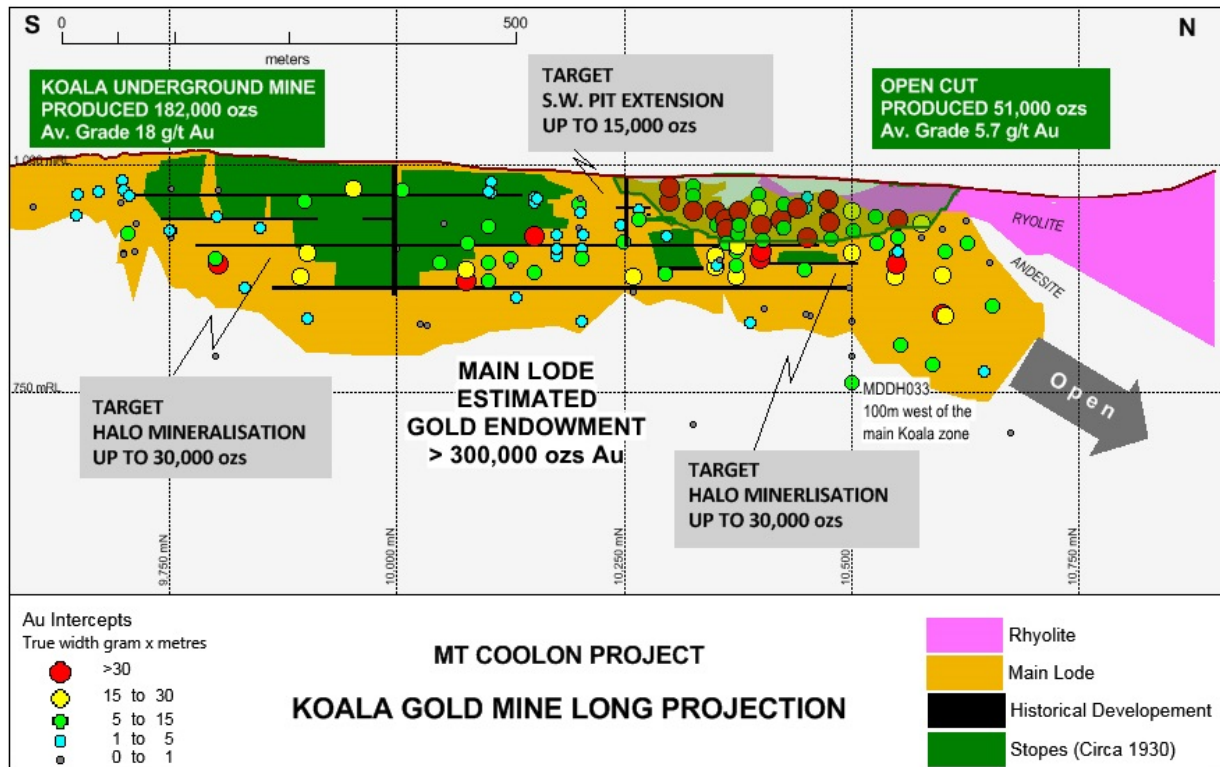 S
0
500
N
meters
KOALA UNDERGROUND MINE
PRODUCED 182,000 ozs
Av. Grade 18 g/t Au
TARGET
S.W. PIT EXTENSION
UP TO 15,000 ozs
OPEN CUT
PRODUCED 51,000 ozs
Av. Grade 5.7 g/t Au
1,000 mRL
RYOLITE
ANDESITE
750 mRL
TARGET
HALO MINERALISATION
UP TO 30,000 ozs
MAIN LODE
ESTIMATED
GOLD ENDOWMENT
> 300,000 ozs Au
MDDH033
100m west of the
main Koala zone
Open
TARGET
HALO MINERLISATION
UP TO 30,000 ozs
9,750 mN
10,000 mN
10,250 mN
10,500 mN
10,750 mN
Au Intercepts
True width gram x metres
>30
15 to 30
5 to 15
1 to 5
0 to 1
MT COOLON PROJECT
KOALA GOLD MINE LONG PROJECTION
Rhyolite
Main Lode
Historical Developement
Stopes (Circa 1930)